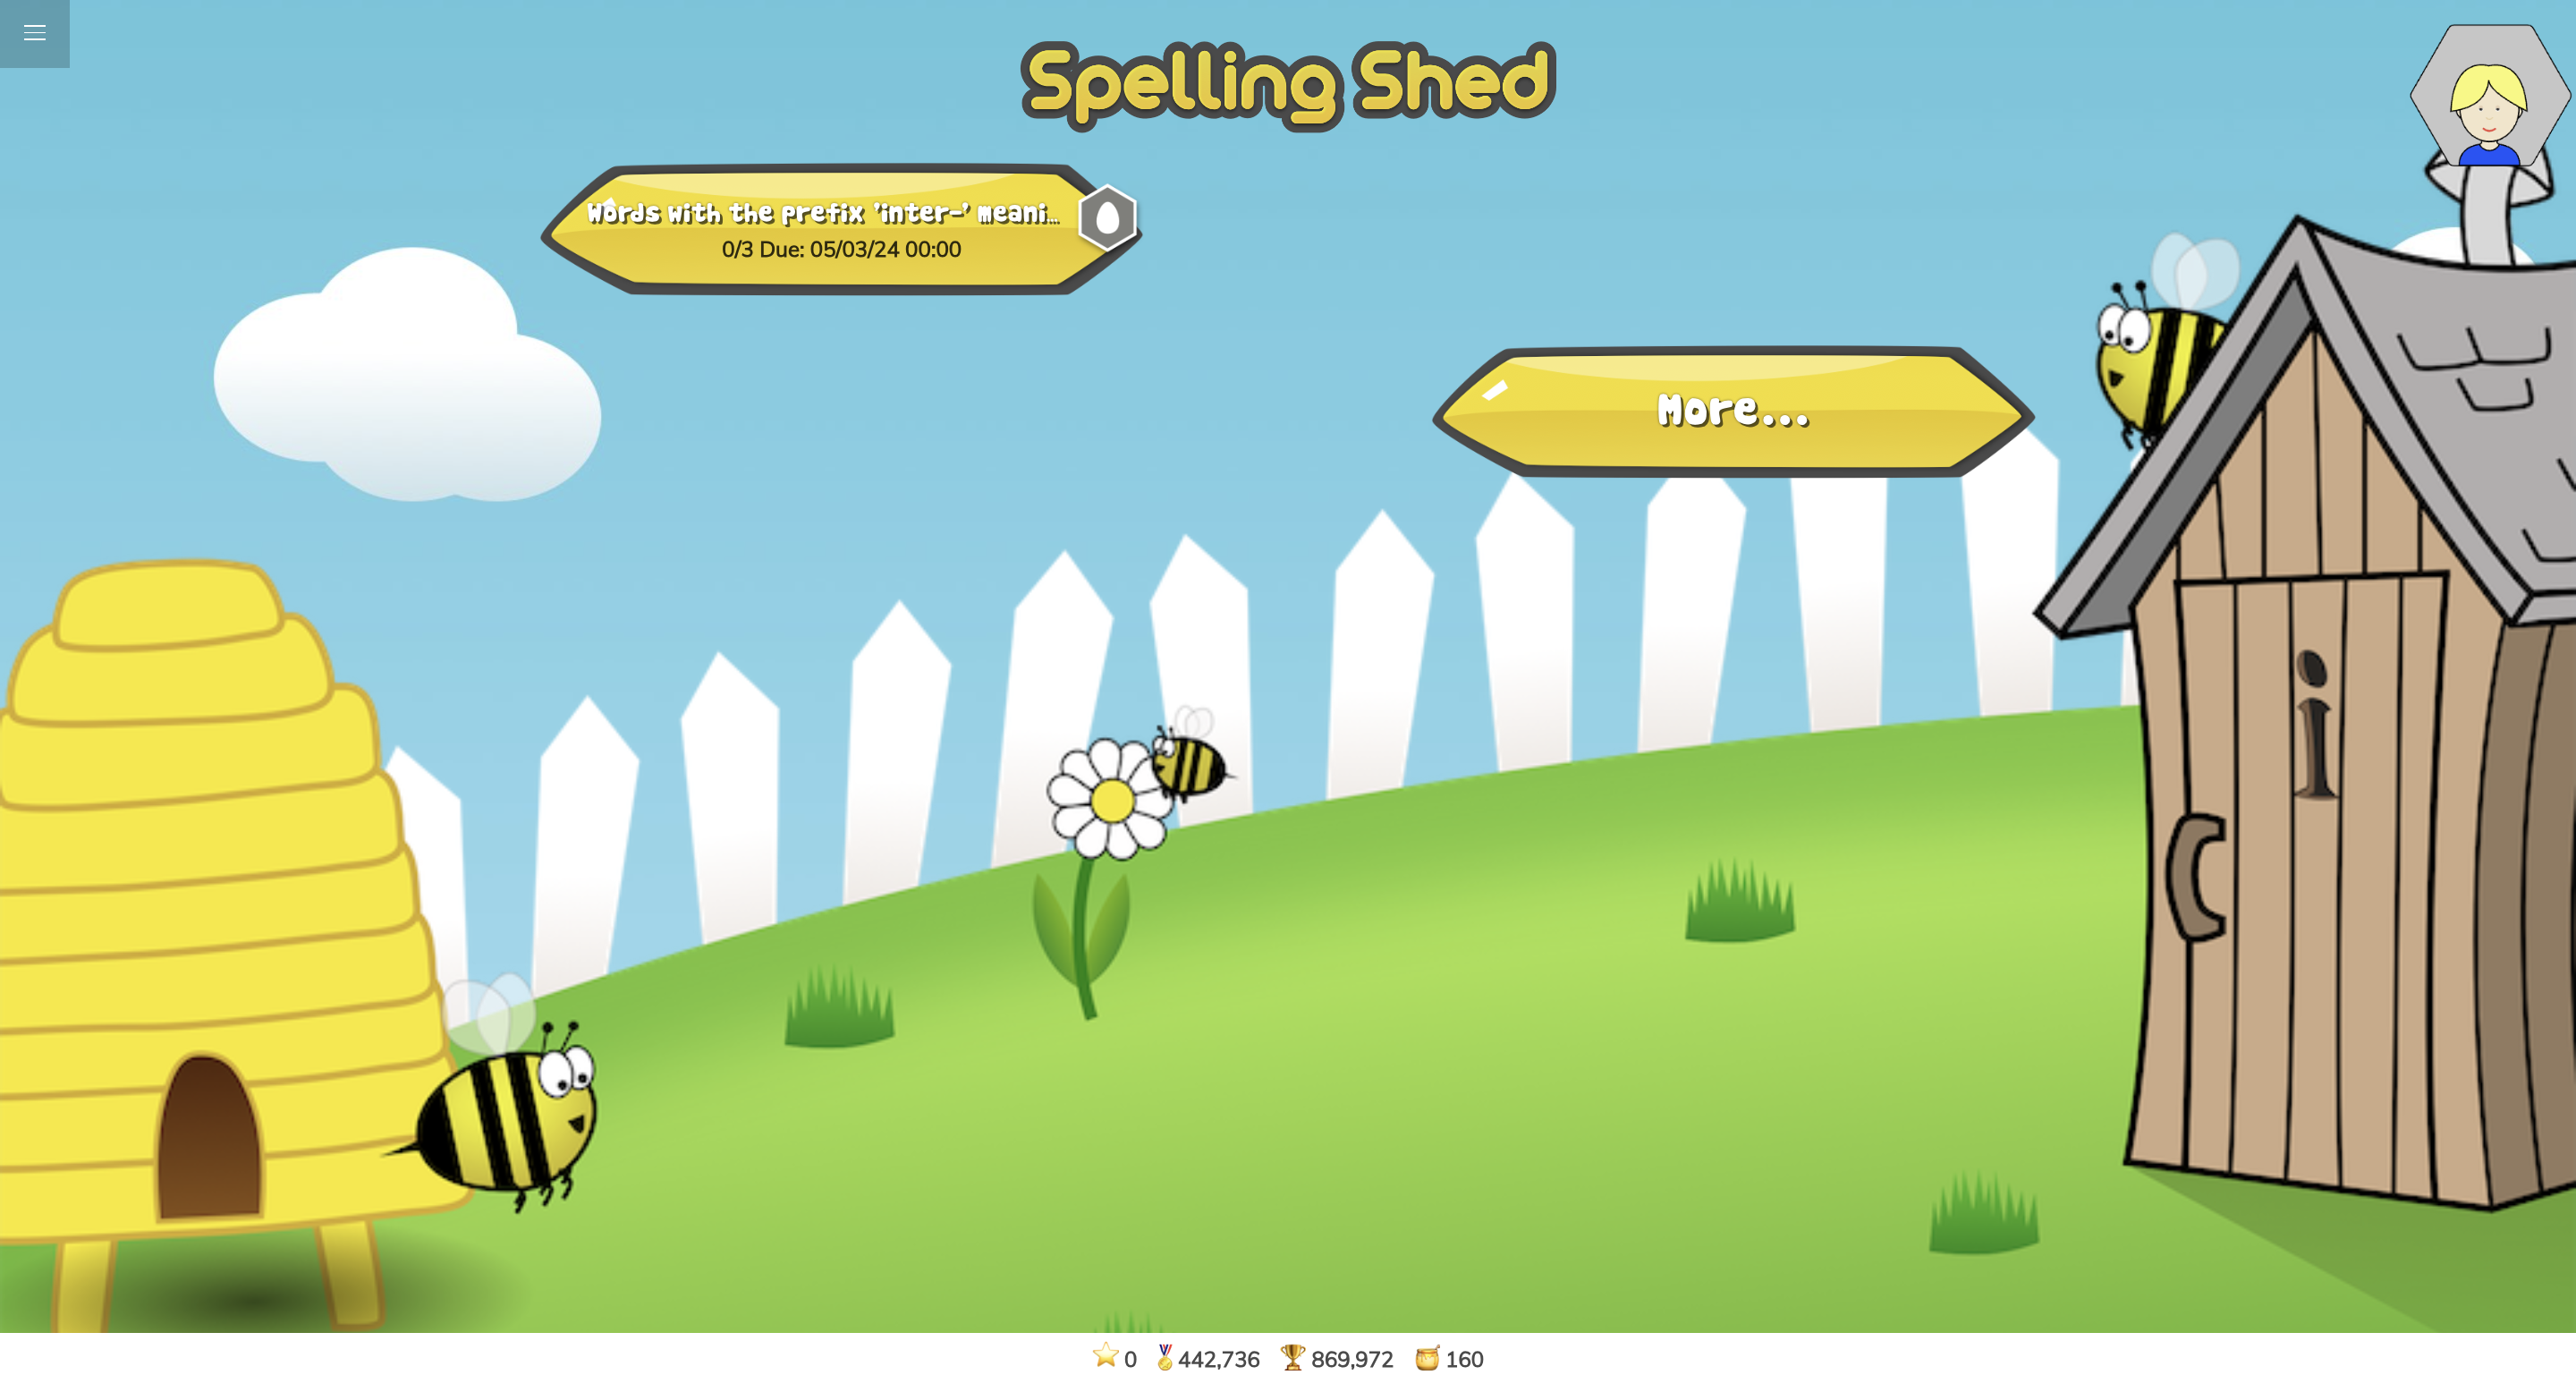 Spelling Shed
Words with the prefix 'inter-' meani...
0/3 Due: 05/03/24 00:00
More...
i
0 442,736 869,972 160